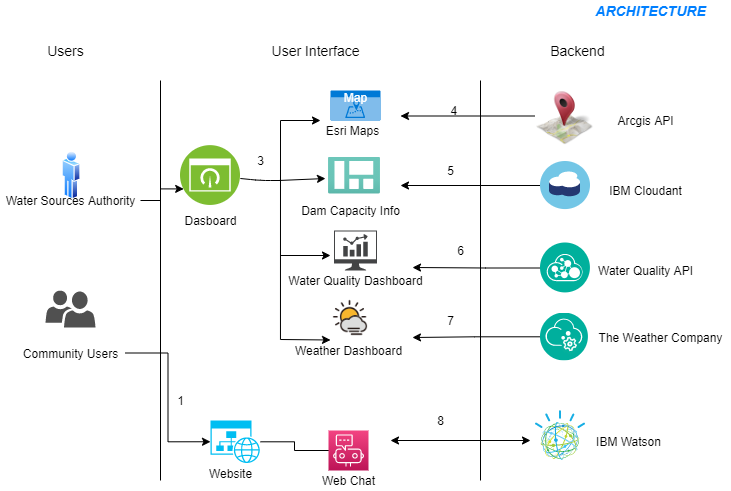 ARCHITECTURE
Users
User Interface
Backend
Map
Esri Maps
4
Arcgis API
3
Water Sources Authority
Dasboard
Dam Capacity Info
5
IBM Cloudant
Water Quality Dashboard
6
Water Quality API
Community Users
Weather Dashboard
7
The Weather Company
1
Website
Web Chat
8
IBM Watson